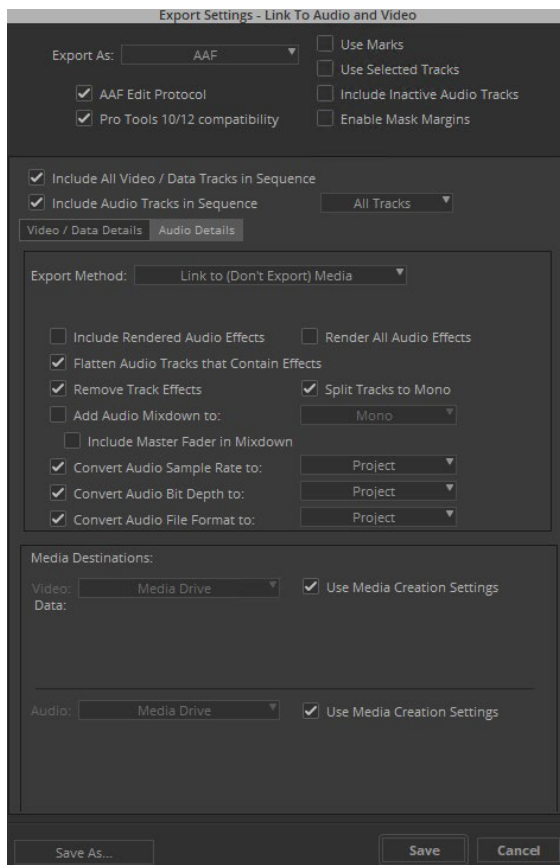 Export Settings - Link To Audio and Video
Export As: AAF
Use Marks
Use Selected Tracks
AAF Edit Protocol
Include Inactive Audio Tracks
Pro Tools 10/12 compatibility
Enable Mask Margins
Include All Video / Data Tracks in Sequence
Include Audio Tracks in Sequence All Tracks
Video / Data Details Audio Details
Export Method: Link to (Don't Export) Media
Include Rendered Audio Effects Render All Audio Effects
Flatten Audio Tracks that Contain Effects
Remove Track Effects Split Tracks to Mono
Add Audio Mixdown to: Mono
Include Master Fader in Mixdown
Convert Audio Sample Rate to: Project
Convert Audio Bit Depth to: Project
Convert Audio File Format to: Project
Media Destinations:
Video: Media Drive Use Media Creation Settings
Data:
Audio: Media Drive Use Media Creation Settings
Save As... Save Cancel